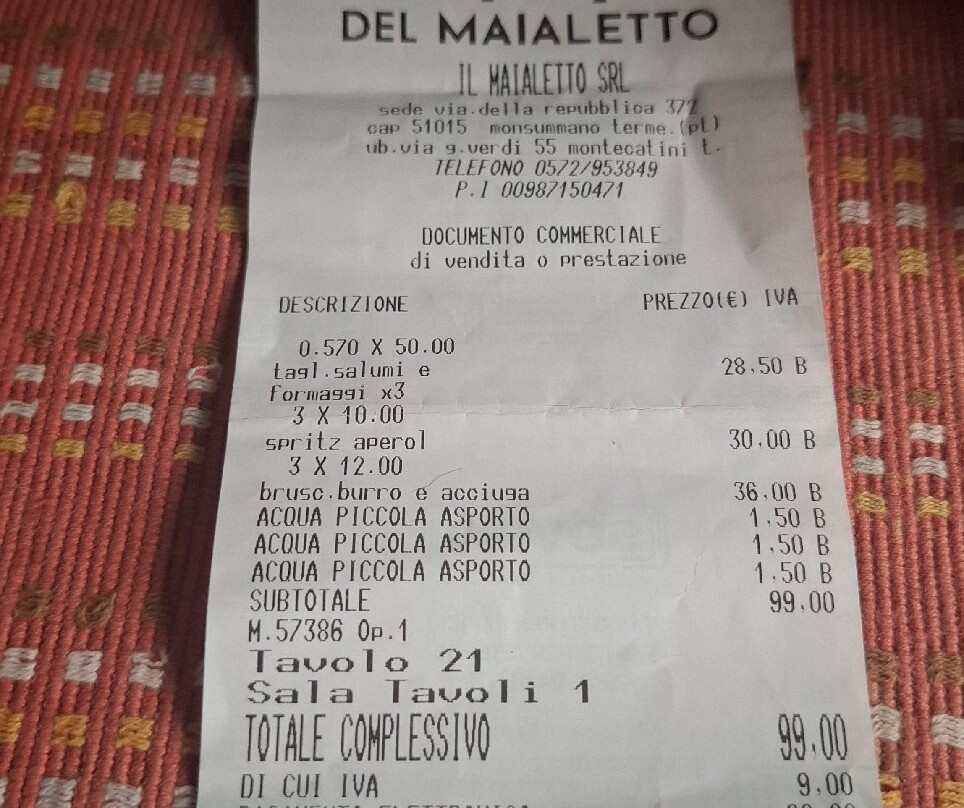 DEL MAIALETTO
IL MAIALETTO SRL
sede via.della repubblica 372
cap 51015 monsummano terme.(pt)
ub.via g.verdi 55 montecatini t.
TELEFONO 0572/953849
P.I 00987150471
DOCUMENTO COMMERCIALE
di vendita o prestazione
DESCRIZIONE PREZZO(€) IVA
0.570 X 50.00
tagl.salumi e 28,50 B
formaggi x3
3 X 10.00
spritz aperol 30,00 B
3 X 12.00
brusc.burro e acciuga 36,00 B
ACQUA PICCOLA ASPORTO 1,50 B
ACQUA PICCOLA ASPORTO 1,50 B
ACQUA PICCOLA ASPORTO 1,50 B
SUBTOTALE 99,00
M.57386 Op.1
Tavolo 21
Sala Tavoli 1
TOTALE COMPLESSIVO 99,00
DI CUI IVA 9,00